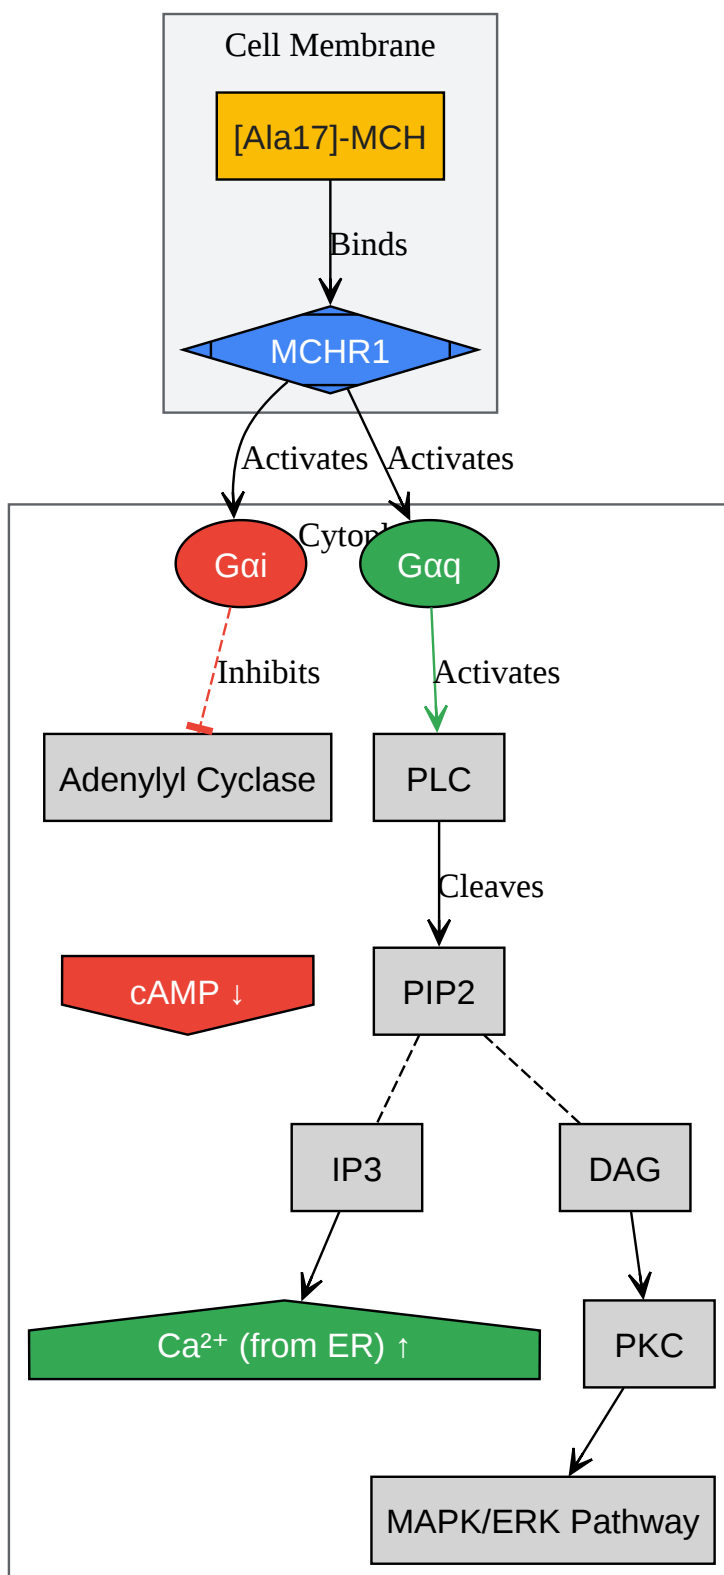 Cell Membrane
[Ala17]-MCH
Binds
MCHR1
Activates
Activates
Gαi
Gαq
Inhibits
Activates
Adenylyl Cyclase
PLC
Cleaves
cAMP ↓
PIP2
IP3
DAG
Ca²⁺ (from ER) ↑
PKC
MAPK/ERK Pathway